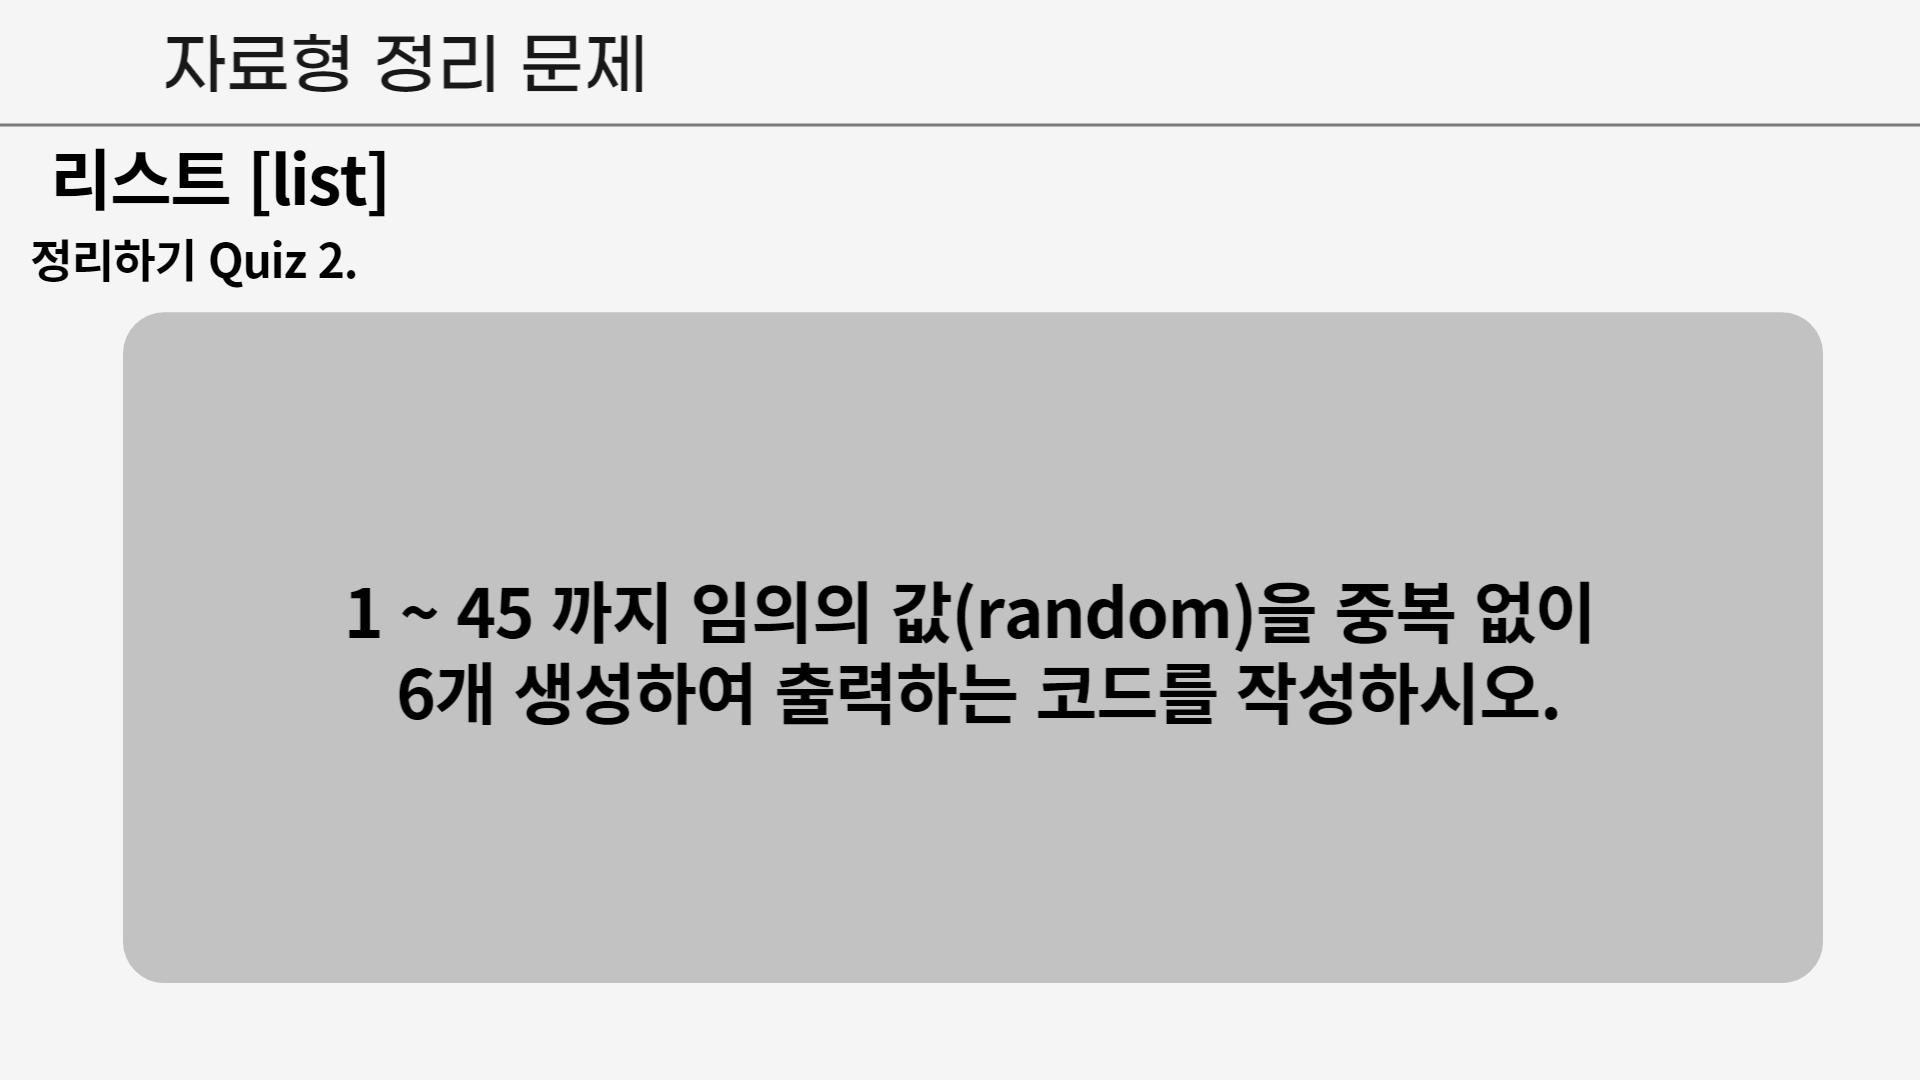 자료형 정리 문제
리스트 [list]
정리하기 Quiz 2.
1 ~ 45 까지 임의의 값(random)을 중복 없이
6개 생성하여 출력하는 코드를 작성하시오.